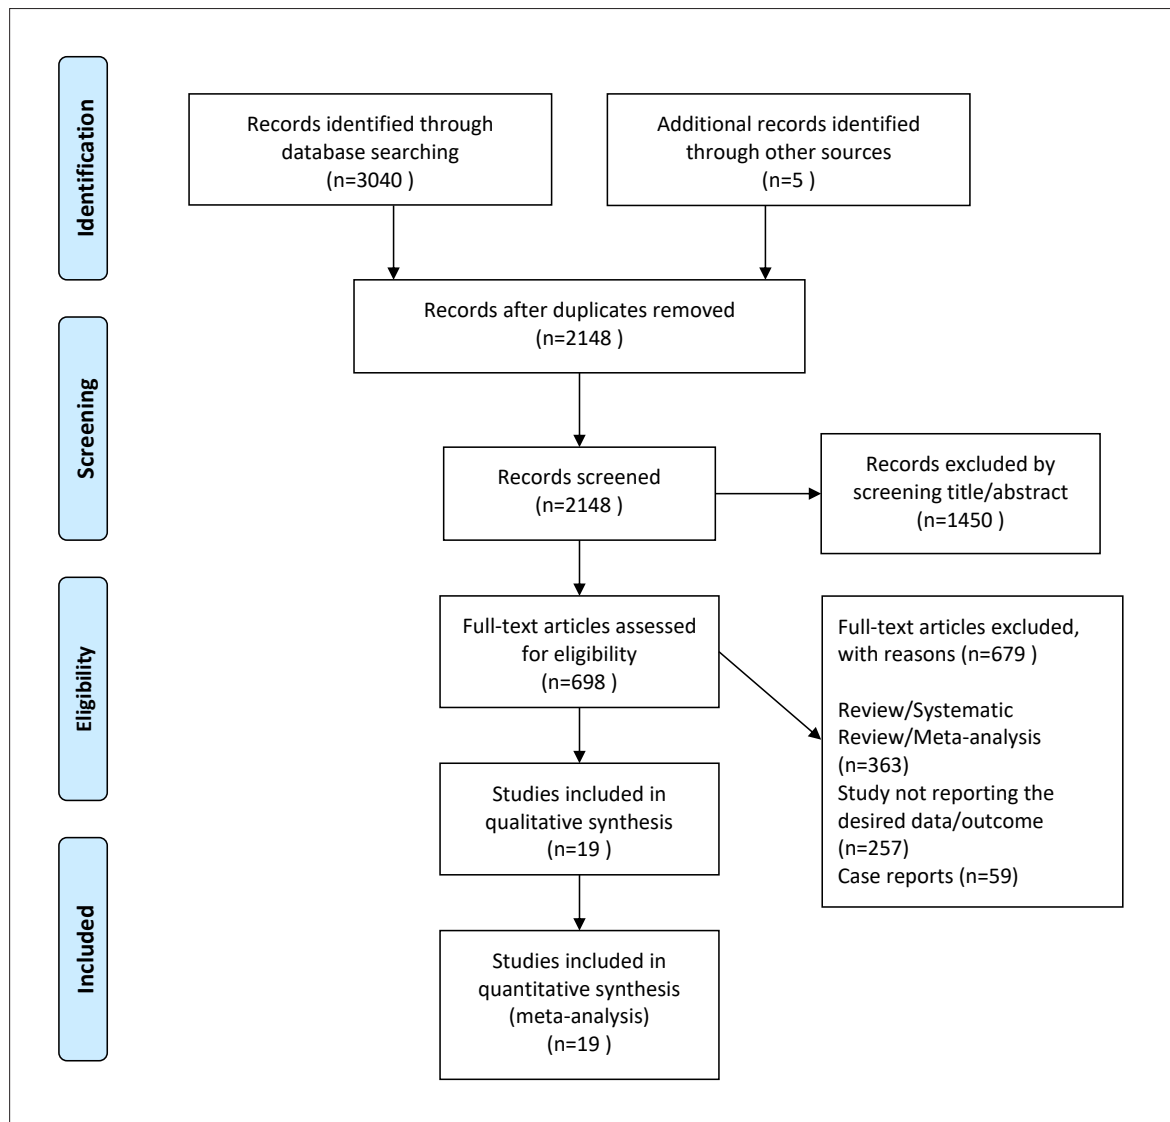 Identification
Records identified through
database searching
(n=3040 )
Additional records identified
through other sources
(n=5 )
Records after duplicates removed
(n=2148 )
Screening
Records screened
(n=2148 )
Records excluded by
screening title/abstract
(n=1450 )
Eligibility
Full-text articles assessed
for eligibility
(n=698 )
Full-text articles excluded,
with reasons (n=679 )
Review/Systematic
Review/Meta-analysis
(n=363)
Study not reporting the
desired data/outcome
(n=257)
Case reports (n=59)
Studies included in
qualitative synthesis
(n=19 )
Included
Studies included in
quantitative synthesis
(meta-analysis)
(n=19 )